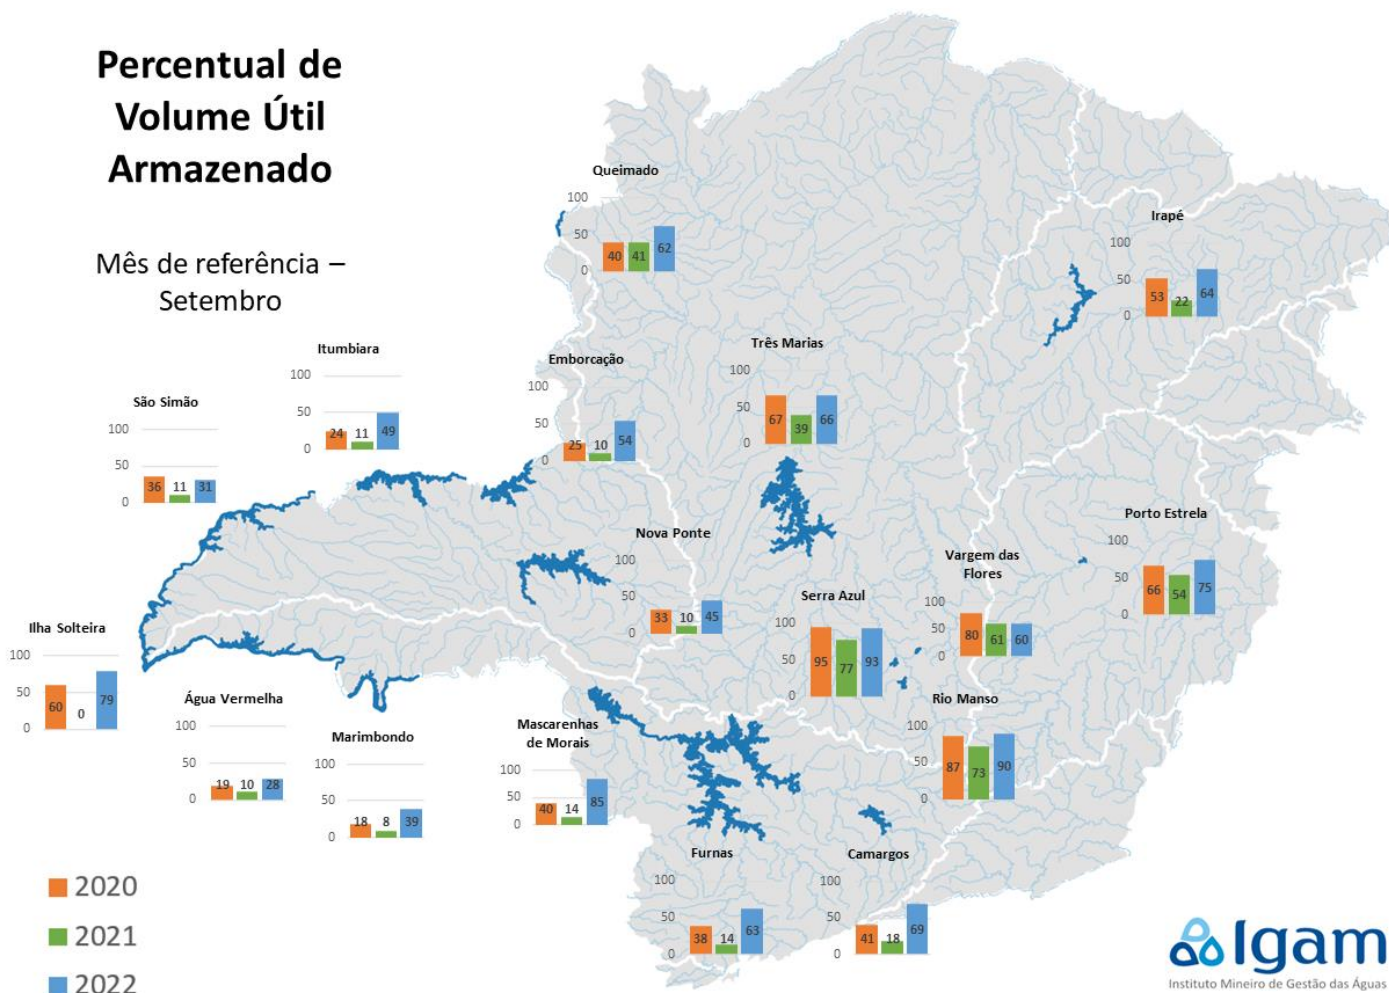 Percentual de
Volume Útil
Armazenado
Mês de referência –
Setembro
Queimado
100
50
0
40 41 62
Irapé
100
50
0
53 22 64
Itumbiara
100
50
0
24 11 49
Emborcação
100
50
0
25 10 54
Três Marias
100
50
0
67 39 66
São Simão
100
50
0
36 11 31
Nova Ponte
100
50
0
33 10 45
Porto Estrela
100
50
0
66 54 75
Vargem das
Flores
100
50
0
80 61 60
Serra Azul
100
50
0
95 77 93
Ilha Solteira
100
50
0
60 0 79
Água Vermelha
100
50
0
19 10 28
Marimbondo
100
50
0
18 8 39
Mascarenhas
de Morais
100
50
0
40 14 85
Rio Manso
100
50
0
87 73 90
Furnas
100
50
0
38 14 63
Camargos
100
50
0
41 18 69
2020
2021
2022
Igam
Instituto Mineiro de Gestão das Águas